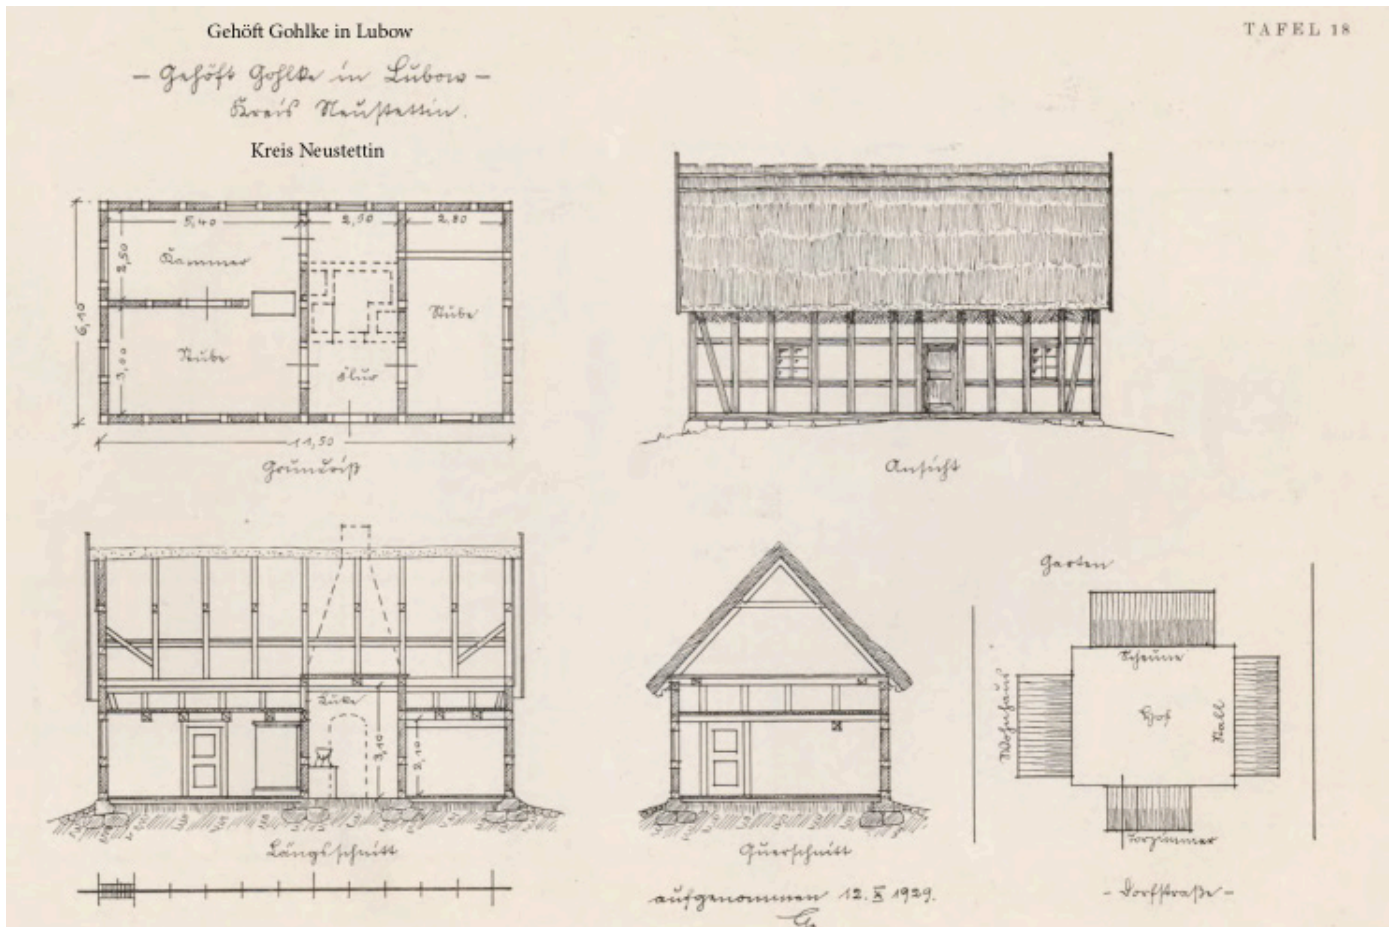 Gehöft Gohlke in Lubow
TAFEL 18
– Gehöft Gohlke in Lubow –
Kreis Neustettin.
Kreis Neustettin
5,40
2,90
2,80
2,50
Kammer
6,10
Stube
Stube
3,00
Flur
11,50
Grundriß
Ansicht
Luke
3,10
2,10
Längsschnitt
Querschnitt
aufgenommen 12. X 1929.
Garten
Scheune
Wohnhaus
Hof
Stall
Torzimmer
– Dorfstraße –